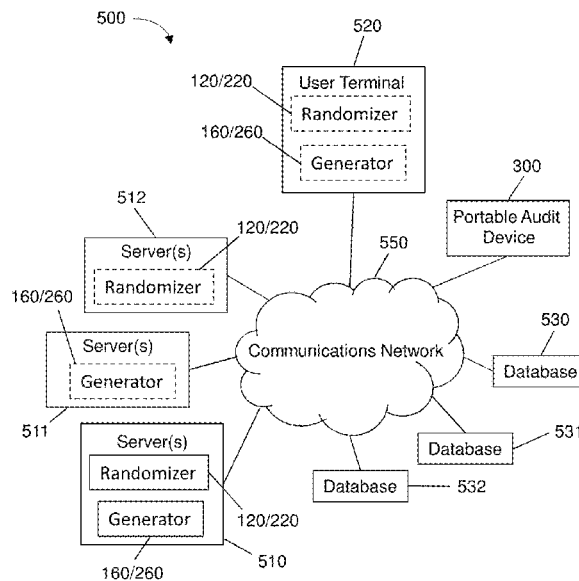 500
520
User Terminal
120/220
Randomizer
160/260
Generator
300
Portable Audit
Device
512
120/220
Server(s)
Randomizer
550
160/260
Server(s)
Generator
511
Communications Network
530
Database
Database
531
Database
532
Server(s)
Randomizer
Generator
120/220
160/260
510